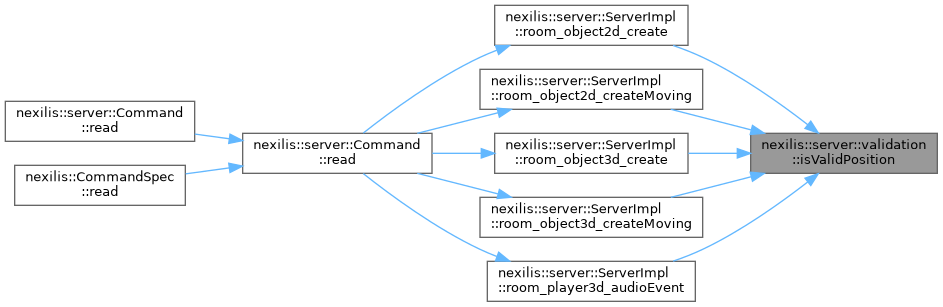 nexilis::server::Command
::read
nexilis::CommandSpec
::read
nexilis::server::Command
::read
nexilis::server::ServerImpl
::room_object2d_create
nexilis::server::ServerImpl
::room_object2d_createMoving
nexilis::server::ServerImpl
::room_object3d_create
nexilis::server::ServerImpl
::room_object3d_createMoving
nexilis::server::ServerImpl
::room_player3d_audioEvent
nexilis::server::validation
::isValidPosition